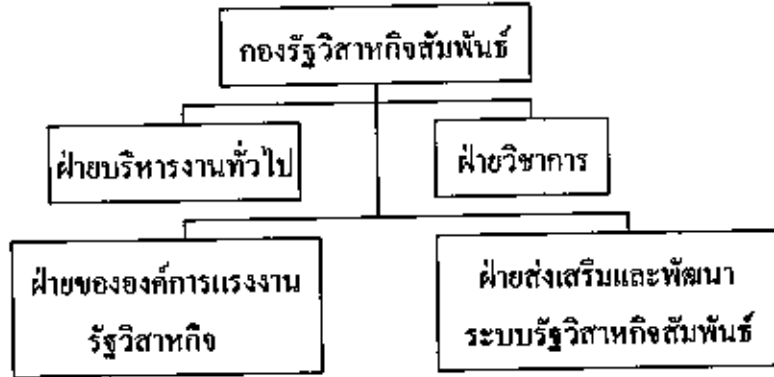 กองรัฐวิสาหกิจสัมพันธ์
ฝ่ายบริหารงานทั่วไป
ฝ่ายวิชาการ
ฝ่ายขององค์การแรงงาน
รัฐวิสาหกิจ
ฝ่ายส่งเสริมและพัฒนา
ระบบรัฐวิสาหกิจสัมพันธ์